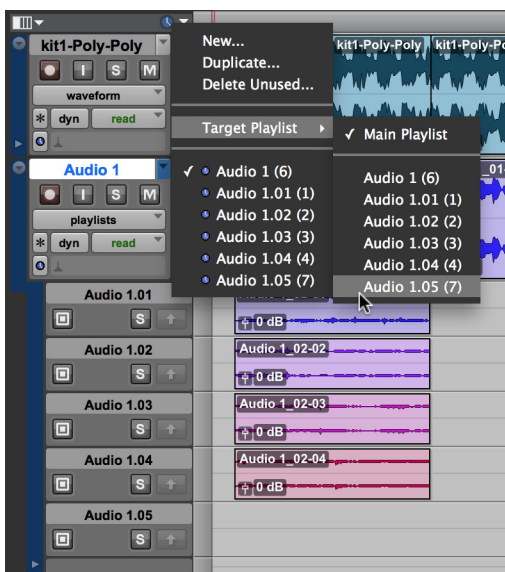 kit1-Poly-Poly
I S M
waveform
* dyn read
New...
Duplicate...
Delete Unused...
Target Playlist
✓ Audio 1 (6)
Audio 1.01 (1)
Audio 1.02 (2)
Audio 1.03 (3)
Audio 1.04 (4)
Audio 1.05 (7)
kit1-Poly-Poly
kit1-Poly-Po
✓ Main Playlist
Audio 1 (6)
Audio 1.01 (1)
Audio 1.02 (2)
Audio 1.03 (3)
Audio 1.04 (4)
Audio 1.05 (7)
Audio 1
I S M
playlists
* dyn read
Audio 1.01
S
0 dB
Audio 1.02
S
Audio 1_02-02
0 dB
Audio 1.03
S
Audio 1_02-03
0 dB
Audio 1.04
S
Audio 1_02-04
0 dB
Audio 1.05
S